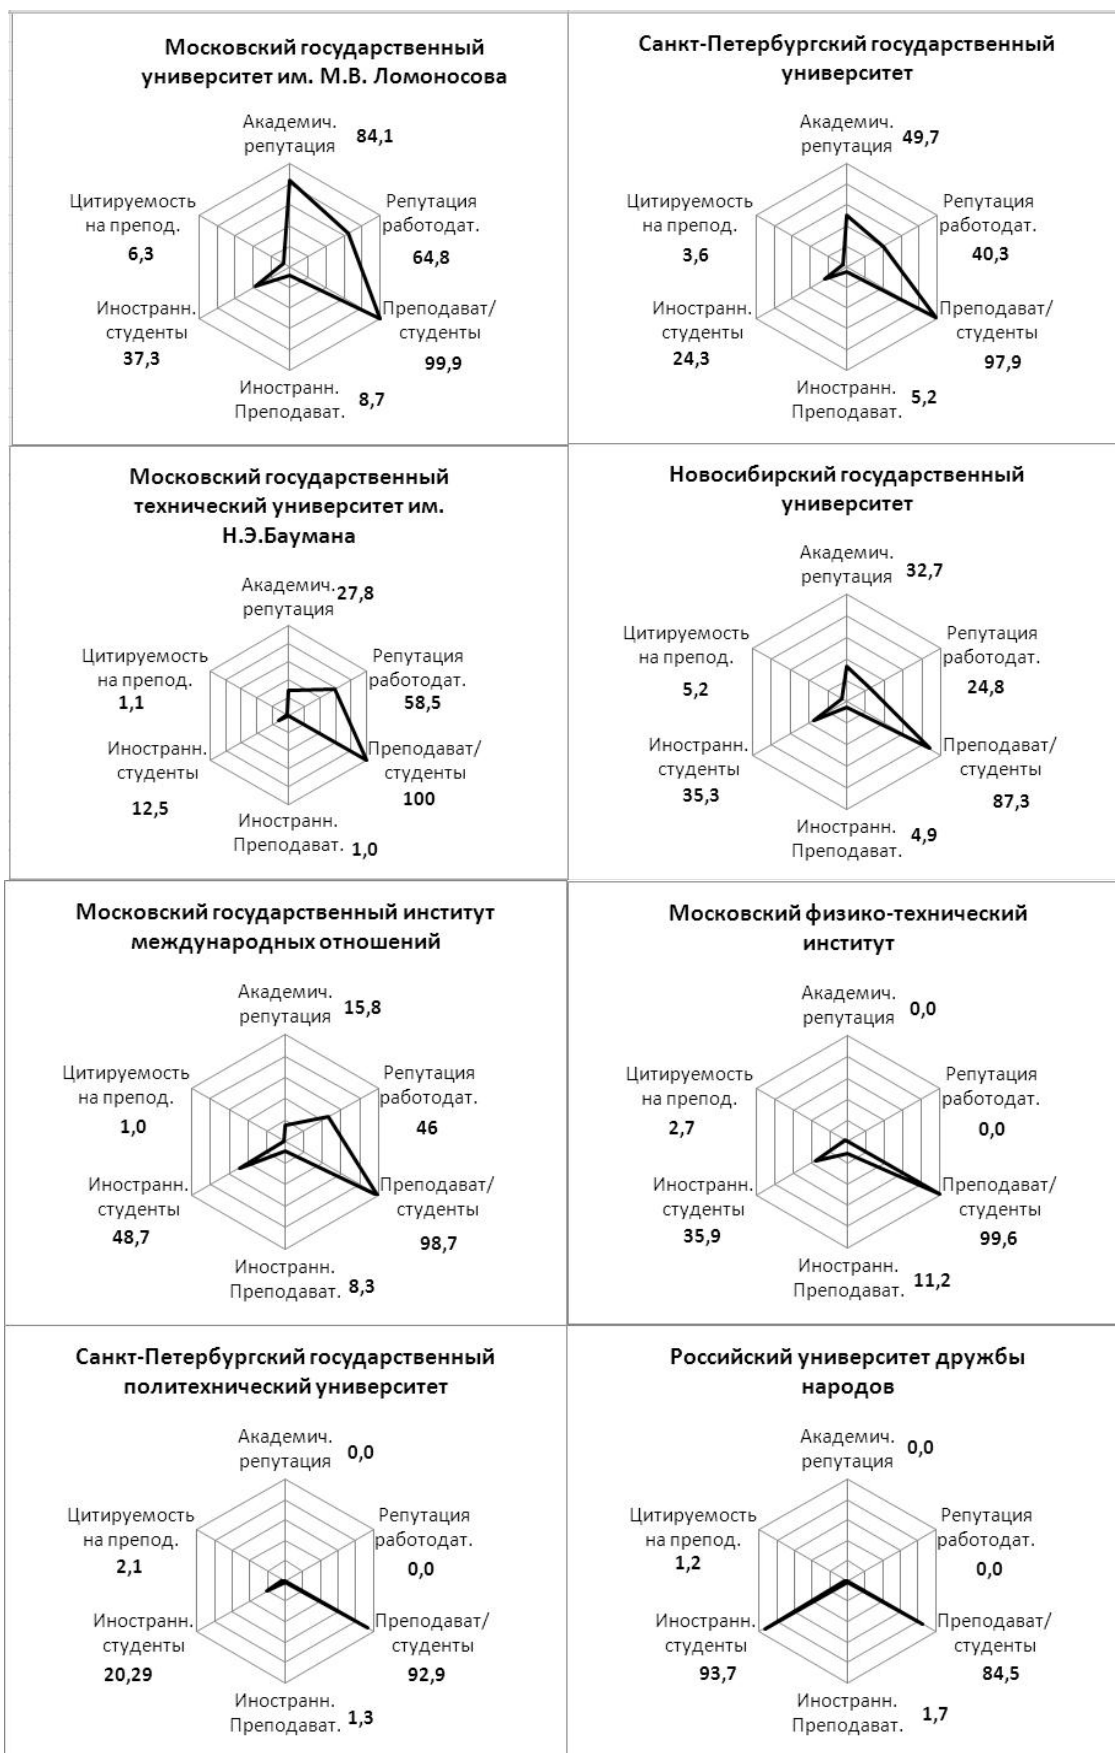 Московский государственный
университет им. М.В. Ломоносова
Академич.
репутация
84,1
Цитируемость
на препод.
6,3
Репутация
работодат.
64,8
Иностранн.
студенты
37,3
Преподават/
студенты
99,9
Иностранн.
Преподават.
8,7
Санкт-Петербургский государственный
университет
Академич.
репутация
49,7
Цитируемость
на препод.
3,6
Репутация
работодат.
40,3
Иностранн.
студенты
24,3
Преподават/
студенты
97,9
Иностранн.
Преподават.
5,2
Московский государственный
технический университет им.
Н.Э.Баумана
Академич.
репутация
27,8
Цитируемость
на препод.
1,1
Репутация
работодат.
58,5
Иностранн.
студенты
12,5
Преподават/
студенты
100
Иностранн.
Преподават.
1,0
Новосибирский государственный
университет
Академич.
репутация
32,7
Цитируемость
на препод.
5,2
Репутация
работодат.
24,8
Иностранн.
студенты
35,3
Преподават/
студенты
87,3
Иностранн.
Преподават.
4,9
Московский государственный институт
международных отношений
Академич.
репутация
15,8
Цитируемость
на препод.
1,0
Репутация
работодат.
46
Иностранн.
студенты
48,7
Преподават/
студенты
98,7
Иностранн.
Преподават.
8,3
Московский физико-технический
институт
Академич.
репутация
0,0
Цитируемость
на препод.
2,7
Репутация
работодат.
0,0
Иностранн.
студенты
35,9
Преподават/
студенты
99,6
Иностранн.
Преподават.
11,2
Санкт-Петербургский государственный
политехнический университет
Академич.
репутация
0,0
Цитируемость
на препод.
2,1
Репутация
работодат.
0,0
Иностранн.
студенты
20,29
Преподават/
студенты
92,9
Иностранн.
Преподават.
1,3
Российский университет дружбы
народов
Академич.
репутация
0,0
Цитируемость
на препод.
1,2
Репутация
работодат.
0,0
Иностранн.
студенты
93,7
Преподават/
студенты
84,5
Иностранн.
Преподават.
1,7